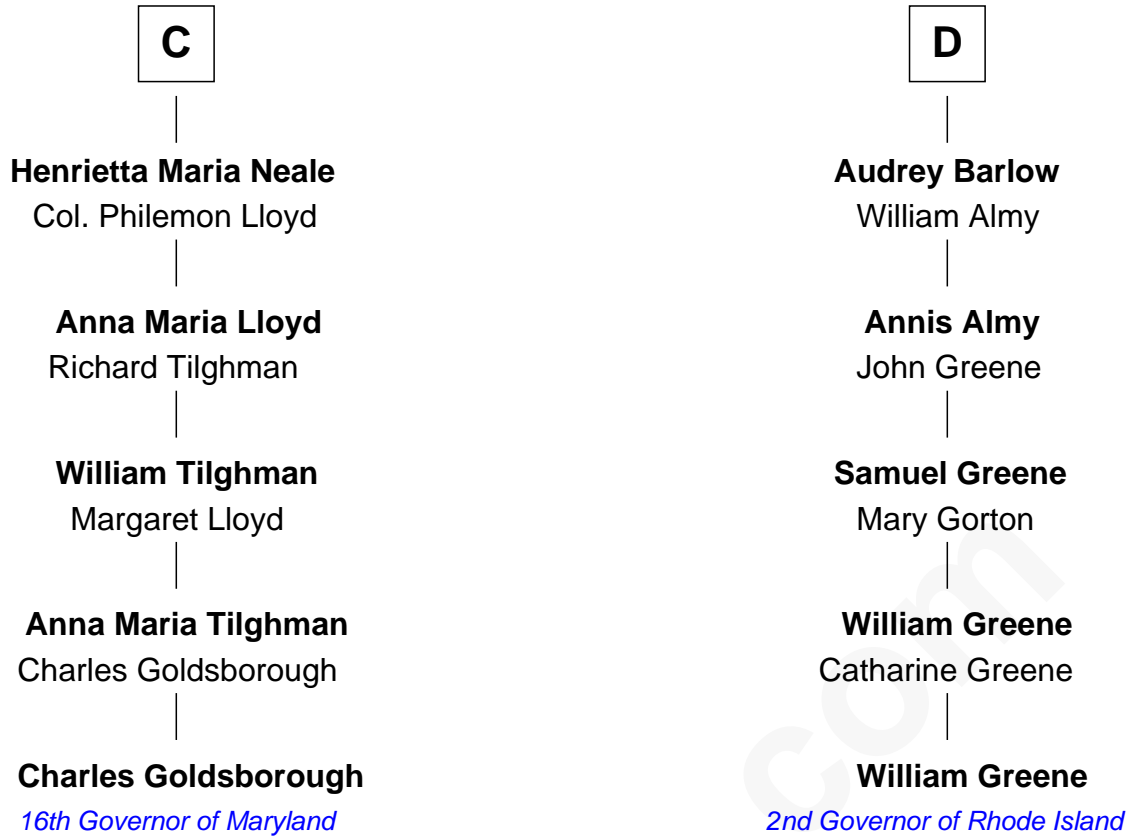 C
Henrietta Maria Neale
Col. Philemon Lloyd
Anna Maria Lloyd
Richard Tilghman
William Tilghman
Margaret Lloyd
Anna Maria Tilghman
Charles Goldsborough
Charles Goldsborough
16th Governor of Maryland
D
Audrey Barlow
William Almy
Annis Almy
John Greene
Samuel Greene
Mary Gorton
William Greene
Catharine Greene
William Greene
2nd Governor of Rhode Island
com